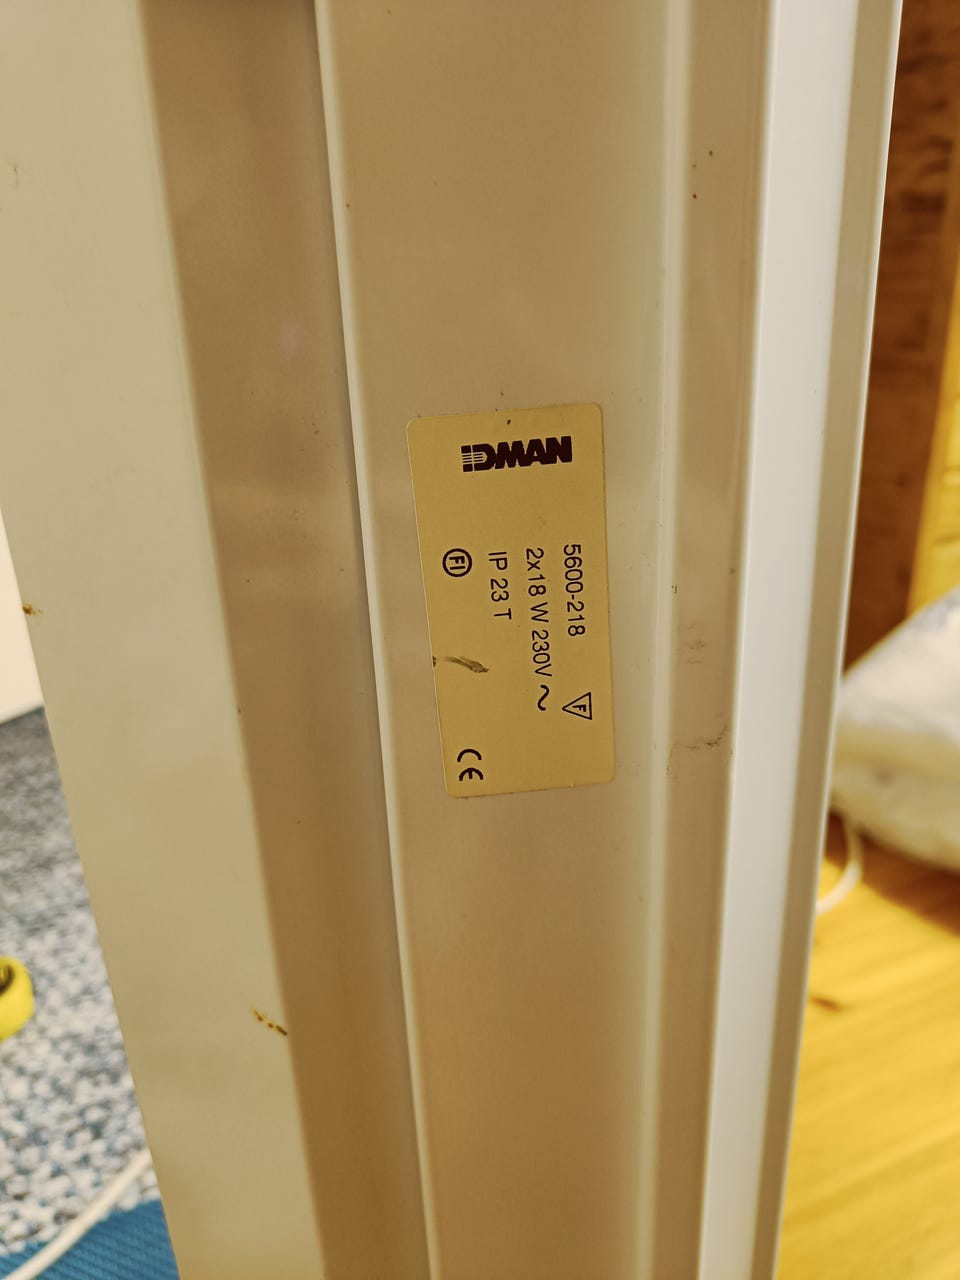 IDMAN
5600-218
F
2x18 W 230V ~
IP 23 T
FI
CE